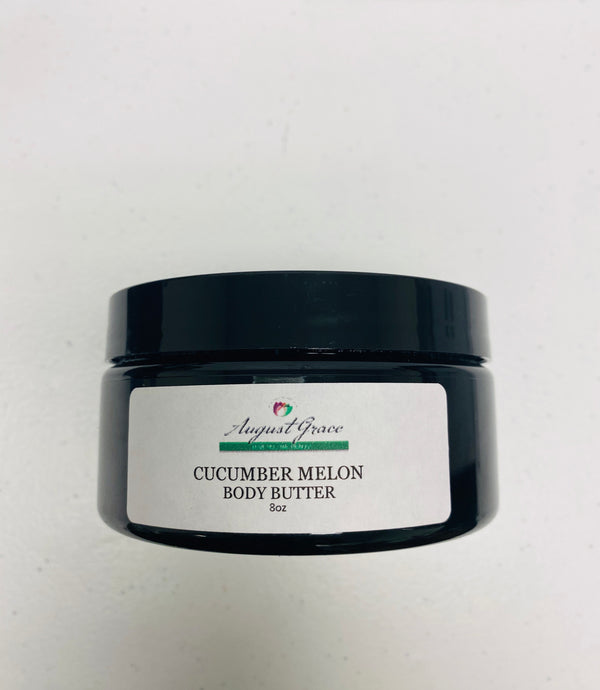 August Grace
CUCUMBER MELON
BODY BUTTER
8oz